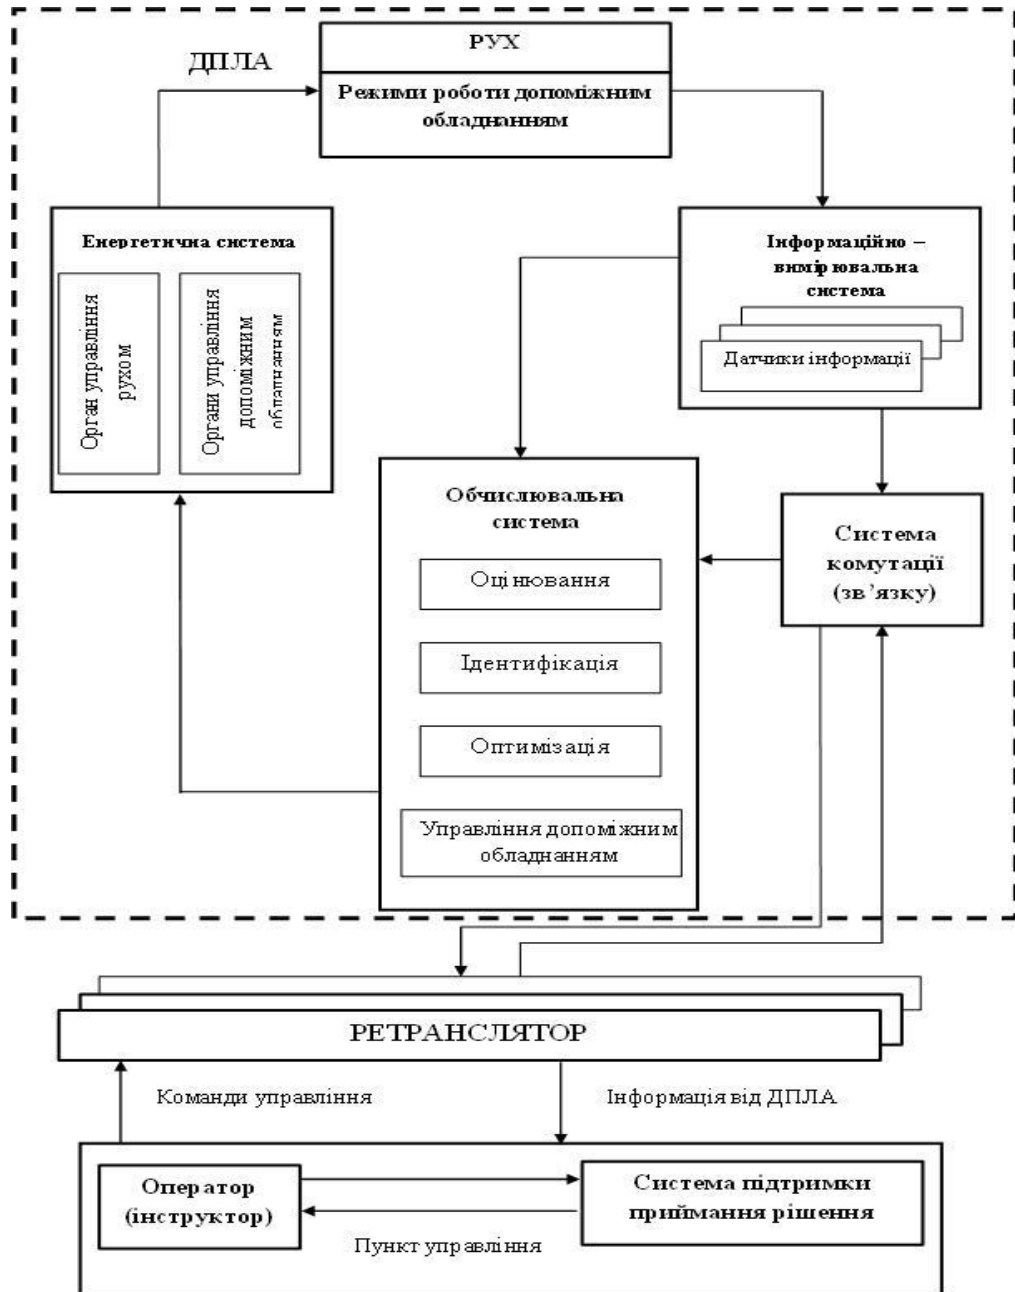 ДПЛА
РУХ
Режими роботи допоміжним
обладнанням
Енергетична система
Орган управління
рухом
Органи управління
допоміжним
обладнанням
Інформаційно –
вимірювальна
система
Датчики інформації
Обчислювальна
система
Оцінювання
Ідентифікація
Оптимізація
Управління допоміжним
обладнанням
Система
комутації
(зв’язку)
РЕТРАНСЛЯТОР
Команди управління
Інформація від ДПЛА
Оператор
(інструктор)
Система підтримки
приймання рішення
Пункт управління